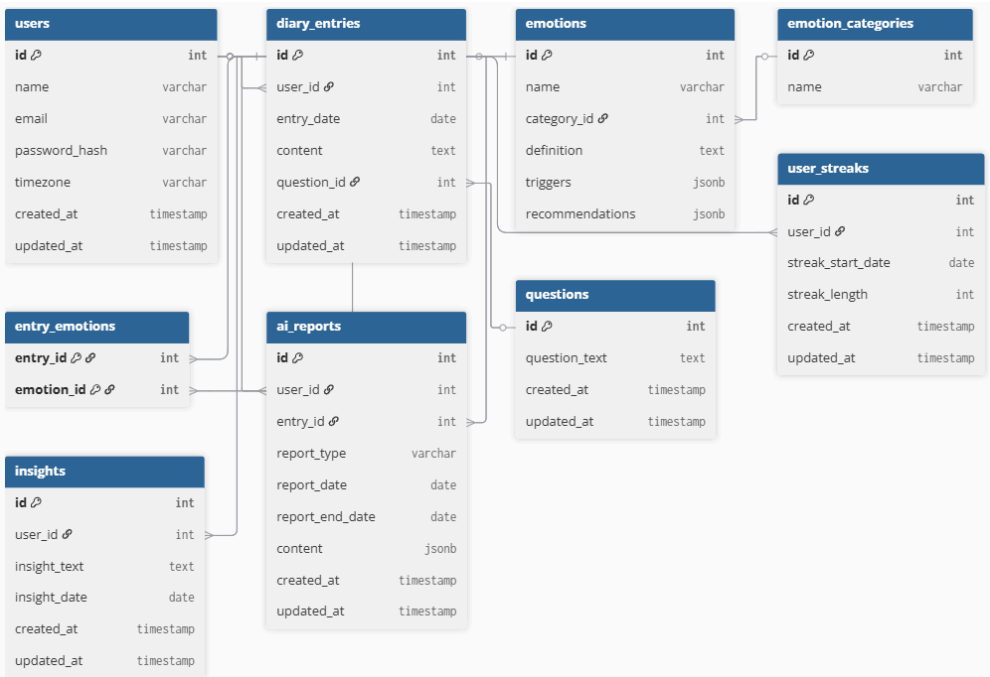 users
id int
name varchar
email varchar
password_hash varchar
timezone varchar
created_at timestamp
updated_at timestamp
diary_entries
id int
user_id int
entry_date date
content text
question_id int
created_at timestamp
updated_at timestamp
emotions
id int
name varchar
category_id int
definition text
triggers jsonb
recommendations jsonb
emotion_categories
id int
name varchar
user_streaks
id int
user_id int
streak_start_date date
streak_length int
created_at timestamp
updated_at timestamp
entry_emotions
entry_id int
emotion_id int
ai_reports
id int
user_id int
entry_id int
report_type varchar
report_date date
report_end_date date
content jsonb
created_at timestamp
updated_at timestamp
questions
id int
question_text text
created_at timestamp
updated_at timestamp
insights
id int
user_id int
insight_text text
insight_date date
created_at timestamp
updated_at timestamp